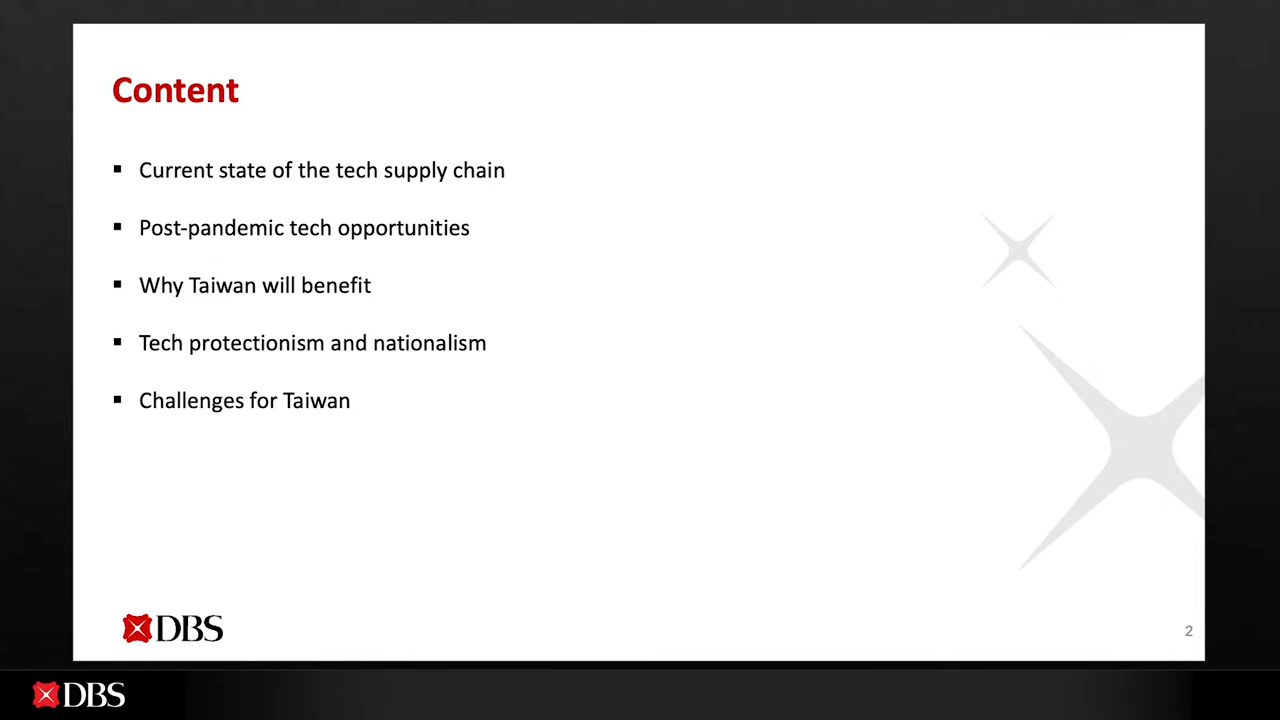 Content
▪ Current state of the tech supply chain
▪ Post-pandemic tech opportunities
▪ Why Taiwan will benefit
▪ Tech protectionism and nationalism
▪ Challenges for Taiwan
DBS
2
DBS